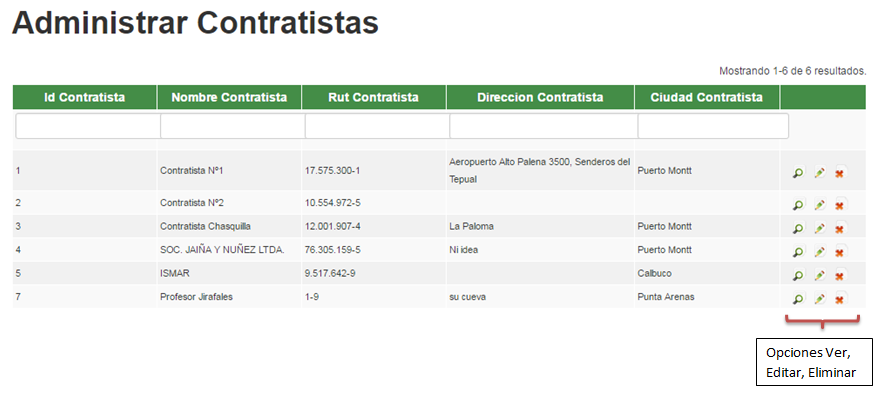 Administrar Contratistas
Mostrando 1-6 de 6 resultados.
Id Contratista Nombre Contratista Rut Contratista Direccion Contratista Ciudad Contratista
1 Contratista Nº1 17.575.300-1 Aeropuerto Alto Palena 3500, Senderos del Tepual Puerto Montt
2 Contratista Nº2 10.554.972-5
3 Contratista Chasquilla 12.001.907-4 La Paloma Puerto Montt
4 SOC. JAIÑA Y NUÑEZ LTDA. 76.305.159-5 Ni idea Puerto Montt
5 ISMAR 9.517.642-9 Calbuco
7 Profesor Jirafales 1-9 su cueva Punta Arenas
Opciones Ver,
Editar, Eliminar